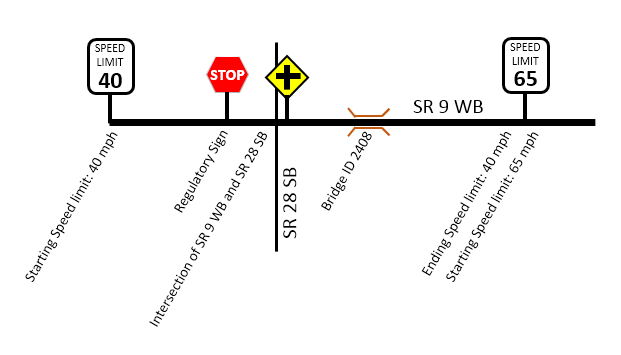 SPEED
LIMIT
40
STOP
SPEED
LIMIT
65
SR 9 WB
Starting Speed limit: 40 mph
Regulatory Sign
Intersection of SR 9 WB and SR 28 SB
SR 28 SB
Bridge ID 2408
Ending Speed limit: 40 mph
Starting Speed limit: 65 mph